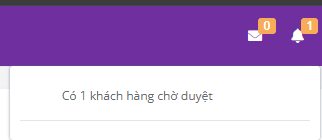 0 1
Có 1 khách hàng chờ duyệt